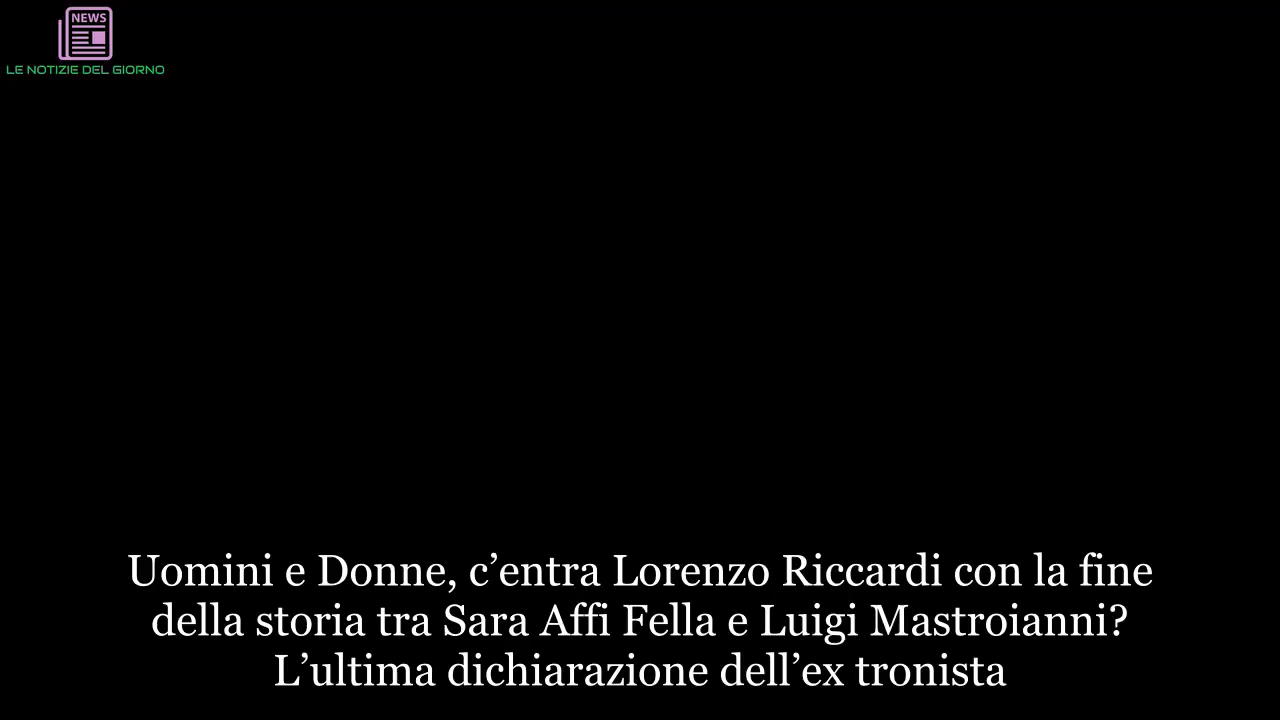 NEWS
LE NOTIZIE DEL GIORNO
Uomini e Donne, c’entra Lorenzo Riccardi con la fine
della storia tra Sara Affi Fella e Luigi Mastroianni?
L’ultima dichiarazione dell’ex tronista